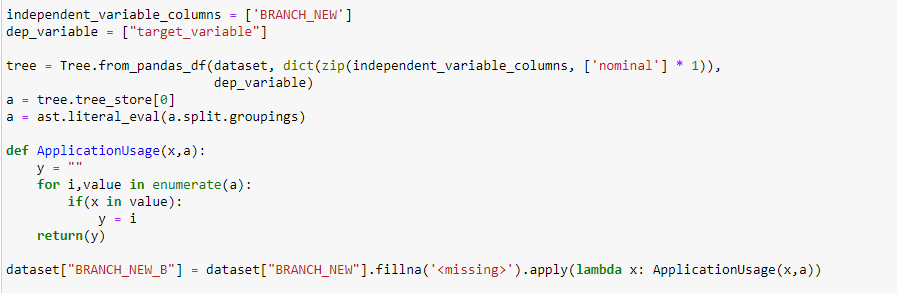 independent_variable_columns = ['BRANCH_NEW']
dep_variable = ["target_variable"]
tree = Tree.from_pandas_df(dataset, dict(zip(independent_variable_columns, ['nominal'] * 1)),
dep_variable)
a = tree.tree_store[0]
a = ast.literal_eval(a.split.groupings)
def ApplicationUsage(x,a):
y = ""
for i,value in enumerate(a):
if(x in value):
y = i
return(y)
dataset["BRANCH_NEW_B"] = dataset["BRANCH_NEW"].fillna('<missing>').apply(lambda x: ApplicationUsage(x,a))